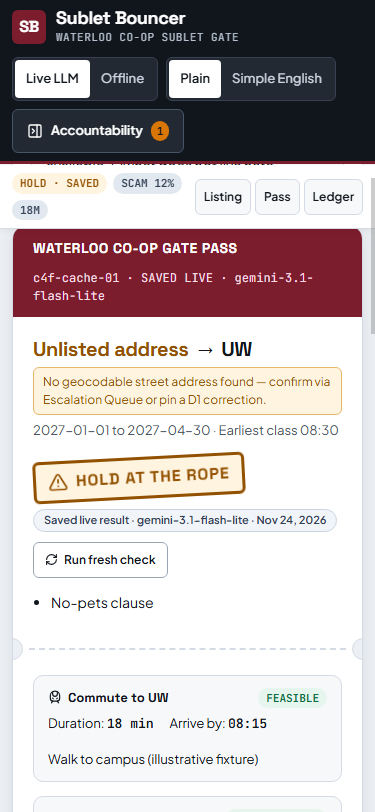 SB
Sublet Bouncer
WATERLOO CO-OP SUBLET GATE
Live LLM Offline Plain Simple English
Accountability 1
HOLD · SAVED SCAM 12%
18M
Listing Pass Ledger
WATERLOO CO-OP GATE PASS
c4f-cache-01 · SAVED LIVE · gemini-3.1-
flash-lite
Unlisted address → UW
No geocodable street address found — confirm via
Escalation Queue or pin a D1 correction.
2027-01-01 to 2027-04-30 · Earliest class 08:30
HOLD AT THE ROPE
Saved live result · gemini-3.1-flash-lite · Nov 24, 2026
Run fresh check
• No-pets clause
Commute to UW FEASIBLE
Duration: 18 min Arrive by: 08:15
Walk to campus (illustrative fixture)